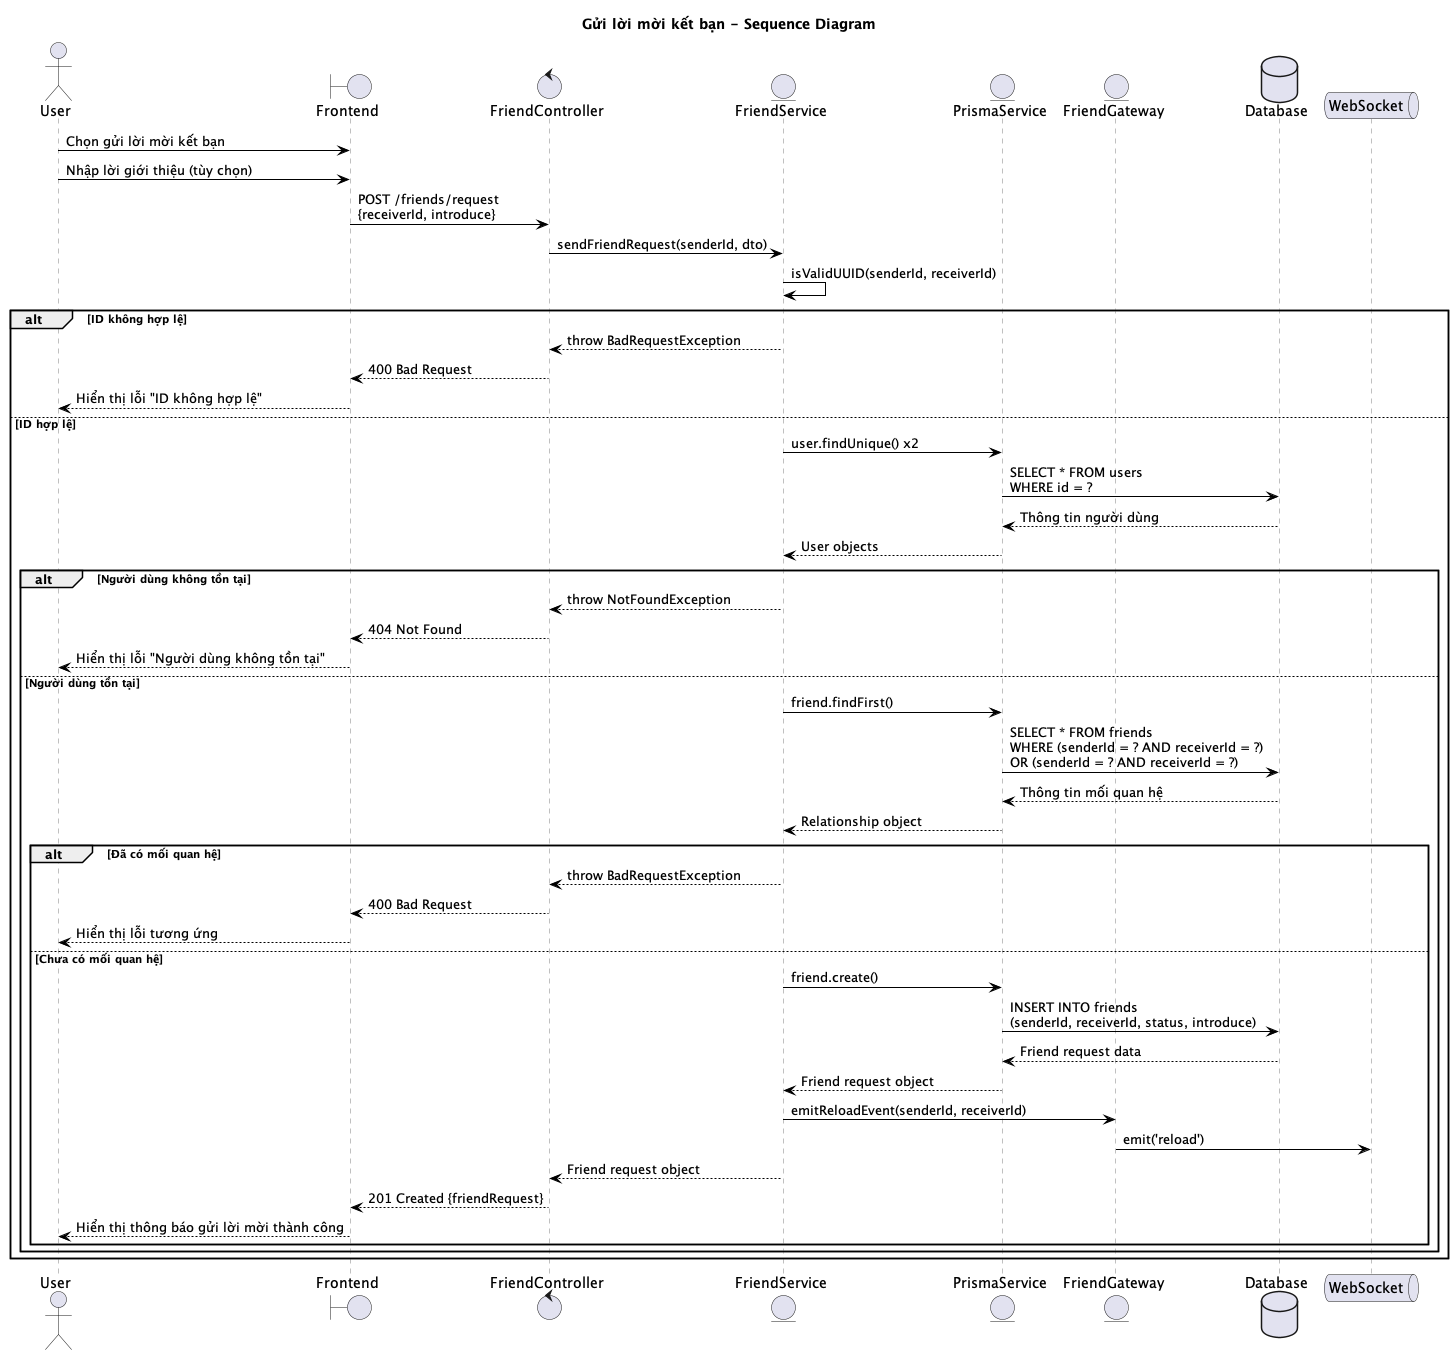 Gửi lời mời kết bạn - Sequence Diagram
User
Frontend
FriendController
FriendService
PrismaService
FriendGateway
Database
WebSocket
Chọn gửi lời mời kết bạn
Nhập lời giới thiệu (tùy chọn)
POST /friends/request
{receiverId, introduce}
sendFriendRequest(senderId, dto)
isValidUUID(senderId, receiverId)
alt [ID không hợp lệ]
throw BadRequestException
400 Bad Request
Hiển thị lỗi "ID không hợp lệ"
[ID hợp lệ]
user.findUnique() x2
SELECT * FROM users
WHERE id = ?
Thông tin người dùng
User objects
alt [Người dùng không tồn tại]
throw NotFoundException
404 Not Found
Hiển thị lỗi "Người dùng không tồn tại"
[Người dùng tồn tại]
friend.findFirst()
SELECT * FROM friends
WHERE (senderId = ? AND receiverId = ?)
OR (senderId = ? AND receiverId = ?)
Thông tin mối quan hệ
Relationship object
alt [Đã có mối quan hệ]
throw BadRequestException
400 Bad Request
Hiển thị lỗi tương ứng
[Chưa có mối quan hệ]
friend.create()
INSERT INTO friends
(senderId, receiverId, status, introduce)
Friend request data
Friend request object
emitReloadEvent(senderId, receiverId)
emit('reload')
Friend request object
201 Created {friendRequest}
Hiển thị thông báo gửi lời mời thành công
User
Frontend
FriendController
FriendService
PrismaService
FriendGateway
Database
WebSocket